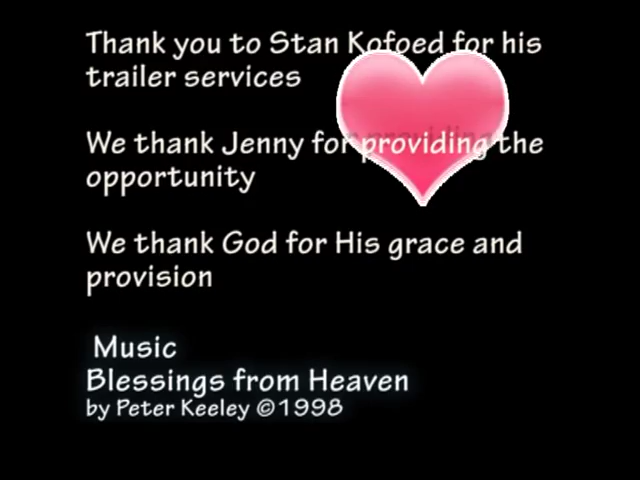 Thank you to Stan Kofoed for his
trailer services
We thank Jenny for providing the
opportunity
We thank God for His grace and
provision
Music
Blessings from Heaven
by Peter Keeley ©1998